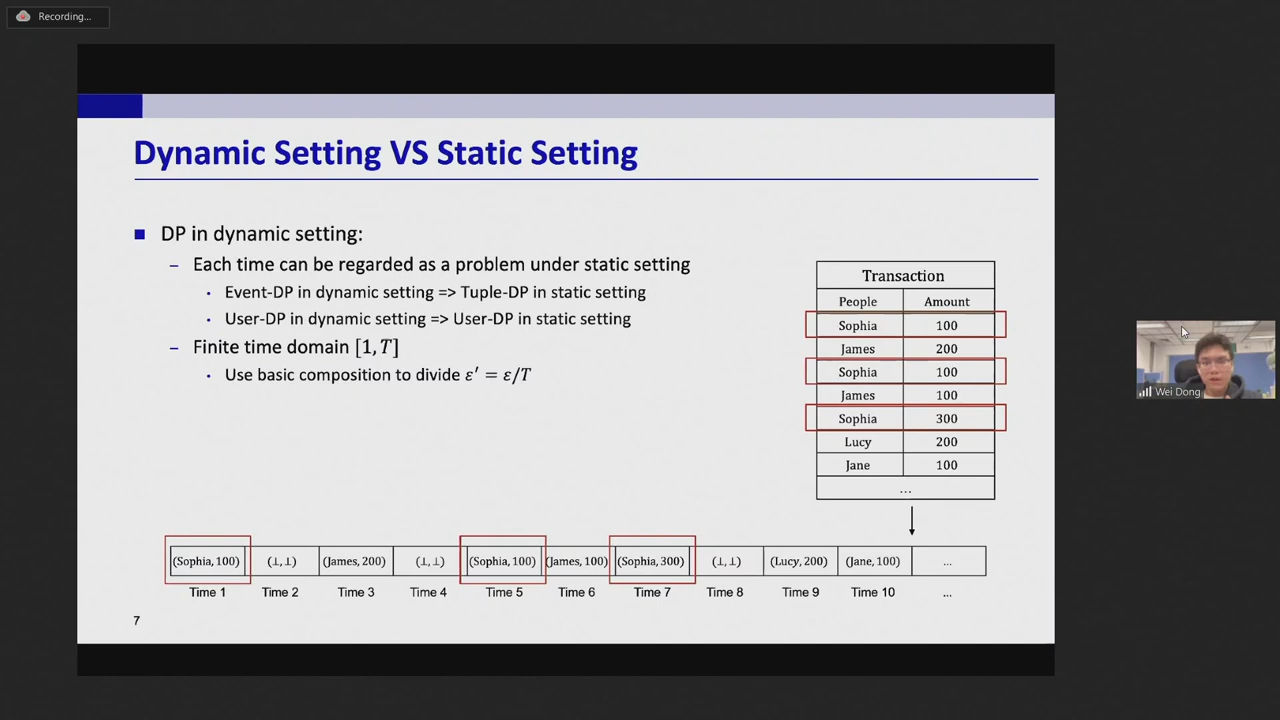 Recording...
Dynamic Setting VS Static Setting
■ DP in dynamic setting:
– Each time can be regarded as a problem under static setting
• Event-DP in dynamic setting => Tuple-DP in static setting
• User-DP in dynamic setting => User-DP in static setting
– Finite time domain [1, T]
• Use basic composition to divide ε′ = ε/T
Transaction
People Amount
Sophia 100
James 200
Sophia 100
James 100
Sophia 300
Lucy 200
Jane 100
...
Wei Dong
(Sophia, 100) (⊥,⊥) (James, 200) (⊥,⊥) (Sophia, 100) (James, 100) (Sophia, 300) (⊥,⊥) (Lucy, 200) (Jane, 100) ...
Time 1 Time 2 Time 3 Time 4 Time 5 Time 6 Time 7 Time 8 Time 9 Time 10 ...
7